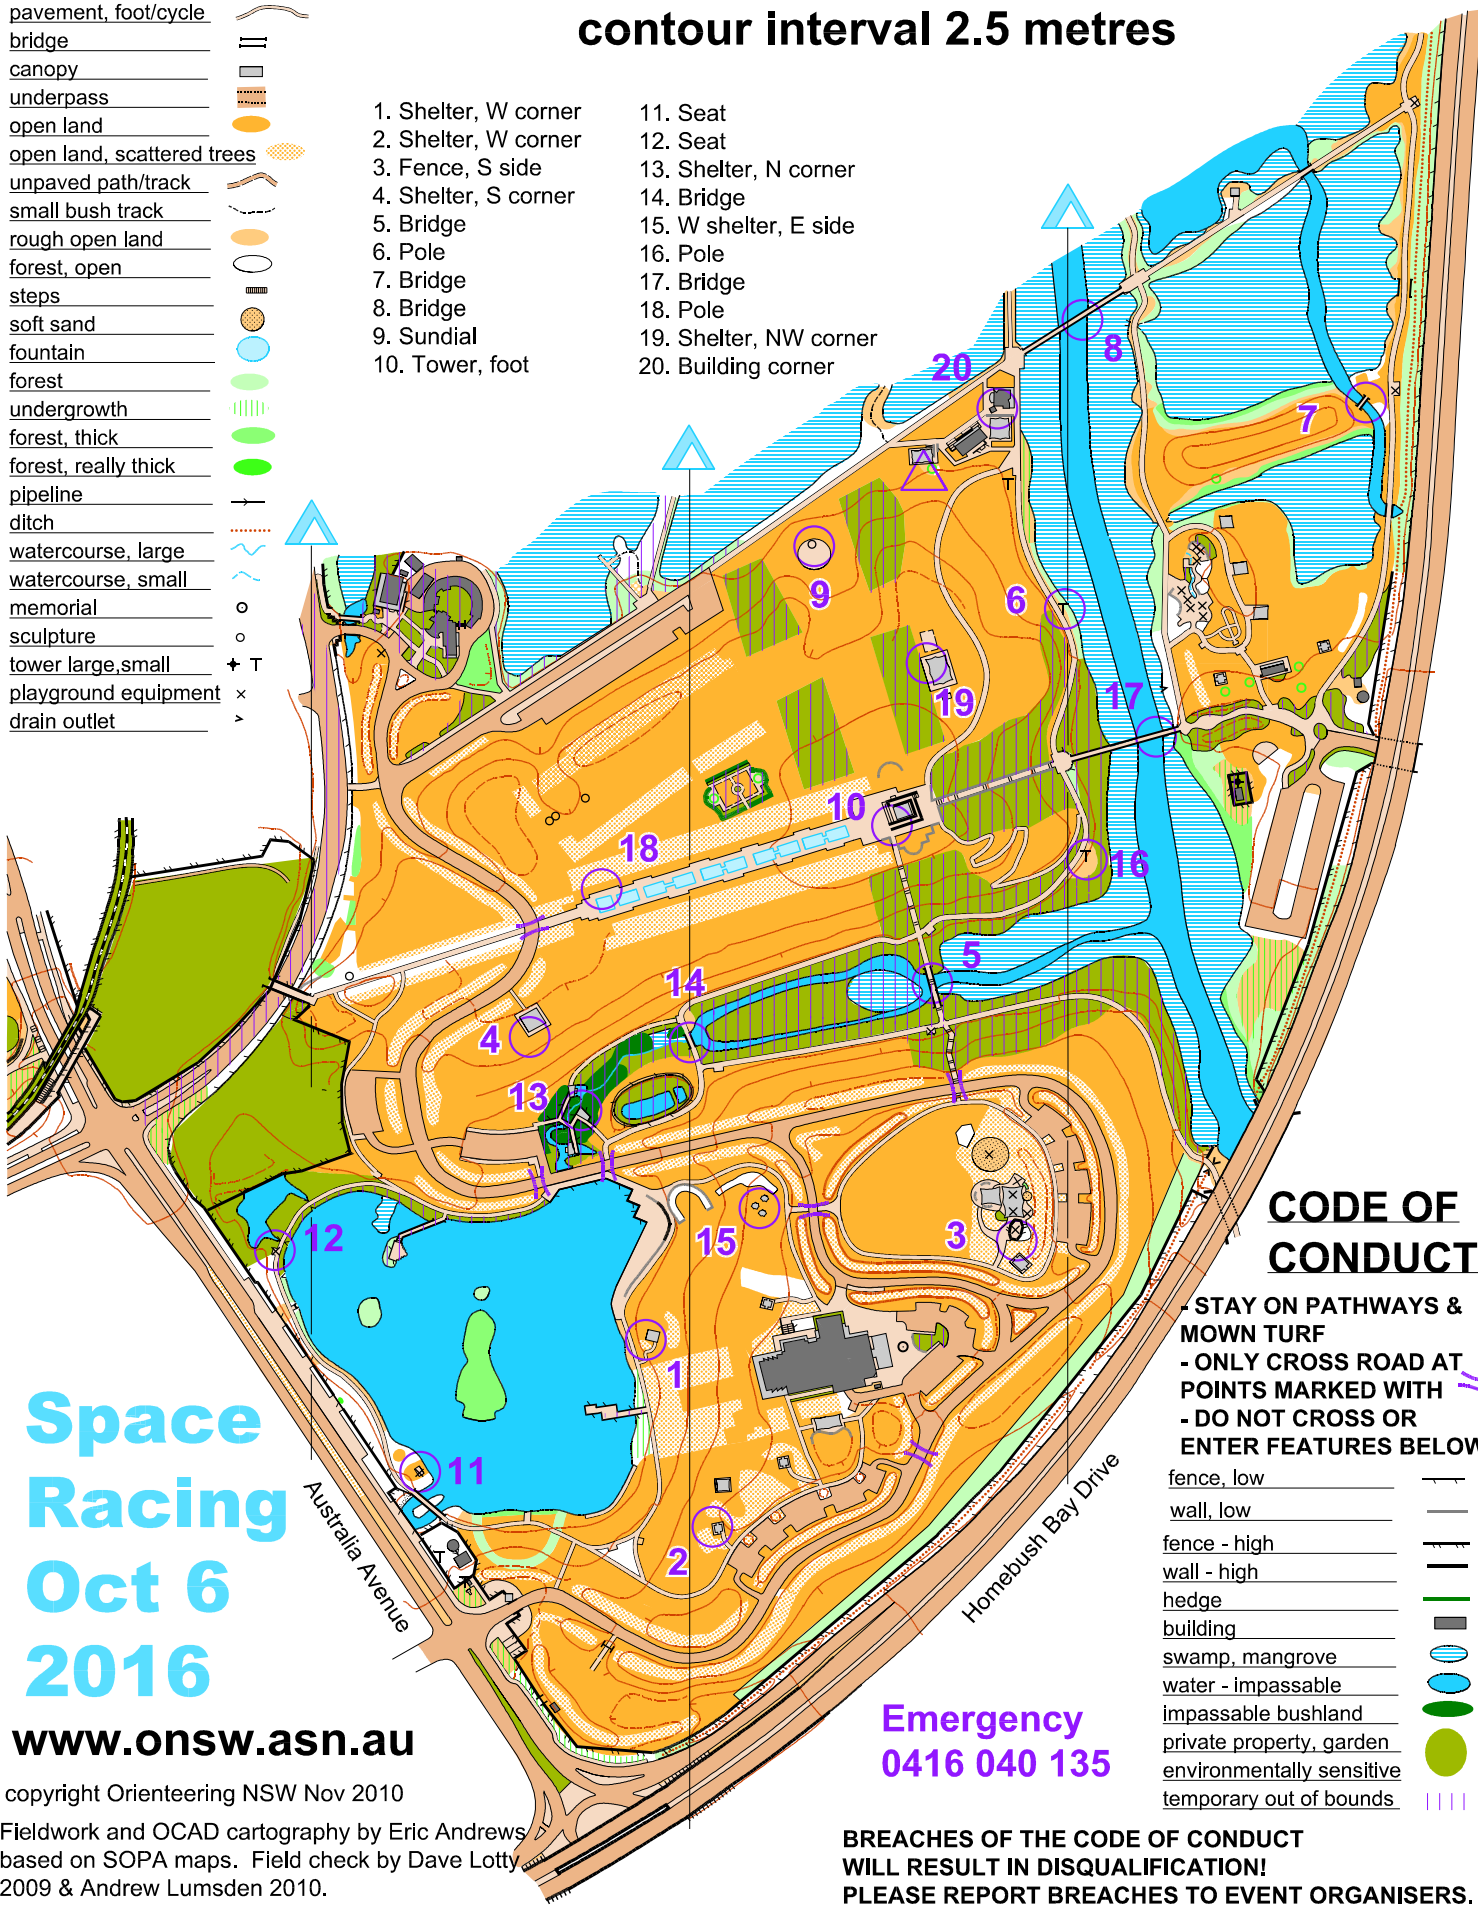 contour interval 2.5 metres
pavement, foot/cycle
bridge
canopy
underpass
open land
open land, scattered trees
unpaved path/track
small bush track
rough open land
forest, open
steps
soft sand
fountain
forest
undergrowth
forest, thick
forest, really thick
pipeline
ditch
watercourse, large
watercourse, small
memorial
sculpture
tower large,small
playground equipment
drain outlet
1. Shelter, W corner
2. Shelter, W corner
3. Fence, S side
4. Shelter, S corner
5. Bridge
6. Pole
7. Bridge
8. Bridge
9. Sundial
10. Tower, foot
11. Seat
12. Seat
13. Shelter, N corner
14. Bridge
15. W shelter, E side
16. Pole
17. Bridge
18. Pole
19. Shelter, NW corner
20. Building corner
8
20
7
9
6
19
17
10
18
16
5
14
4
13
12
15
3
1
11
2
Australia Avenue
Homebush Bay Drive
Space
Racing
Oct 6
2016
www.onsw.asn.au
copyright Orienteering NSW Nov 2010
Fieldwork and OCAD cartography by Eric Andrews
based on SOPA maps. Field check by Dave Lotty
2009 & Andrew Lumsden 2010.
Emergency
0416 040 135
CODE OF
CONDUCT
- STAY ON PATHWAYS &
MOWN TURF
- ONLY CROSS ROAD AT
POINTS MARKED WITH
- DO NOT CROSS OR
ENTER FEATURES BELOW
fence, low
wall, low
fence - high
wall - high
hedge
building
swamp, mangrove
water - impassable
impassable bushland
private property, garden
environmentally sensitive
temporary out of bounds
BREACHES OF THE CODE OF CONDUCT
WILL RESULT IN DISQUALIFICATION!
PLEASE REPORT BREACHES TO EVENT ORGANISERS.